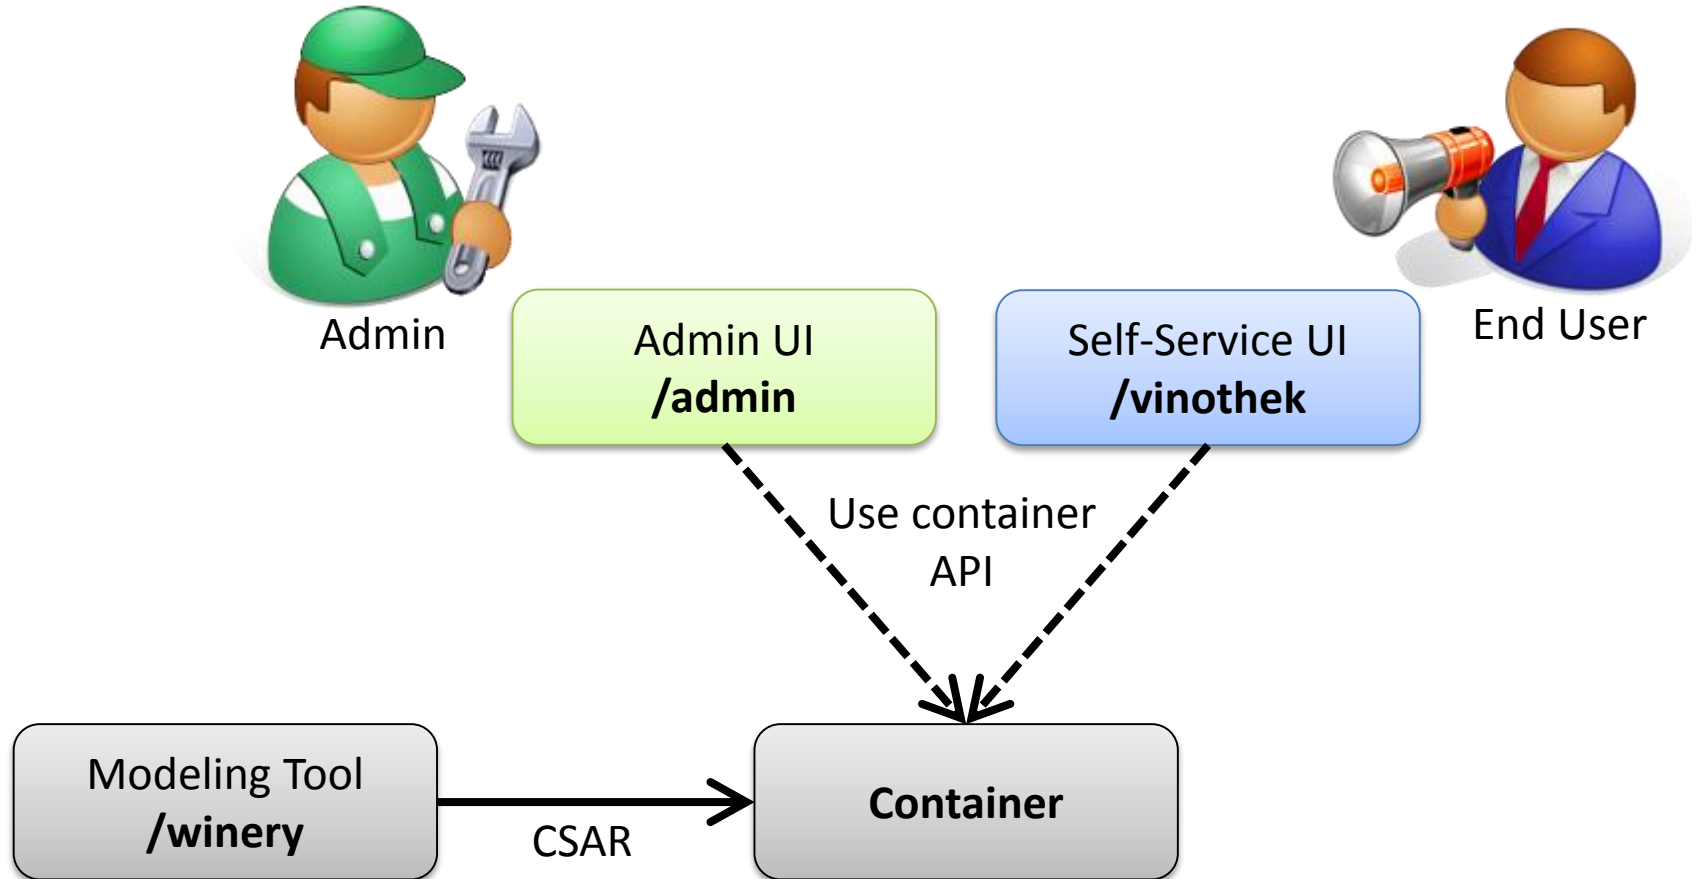 Admin
Admin UI
/admin
Self-Service UI
/vinothek
End User
Use container
API
Modeling Tool
/winery
CSAR
Container